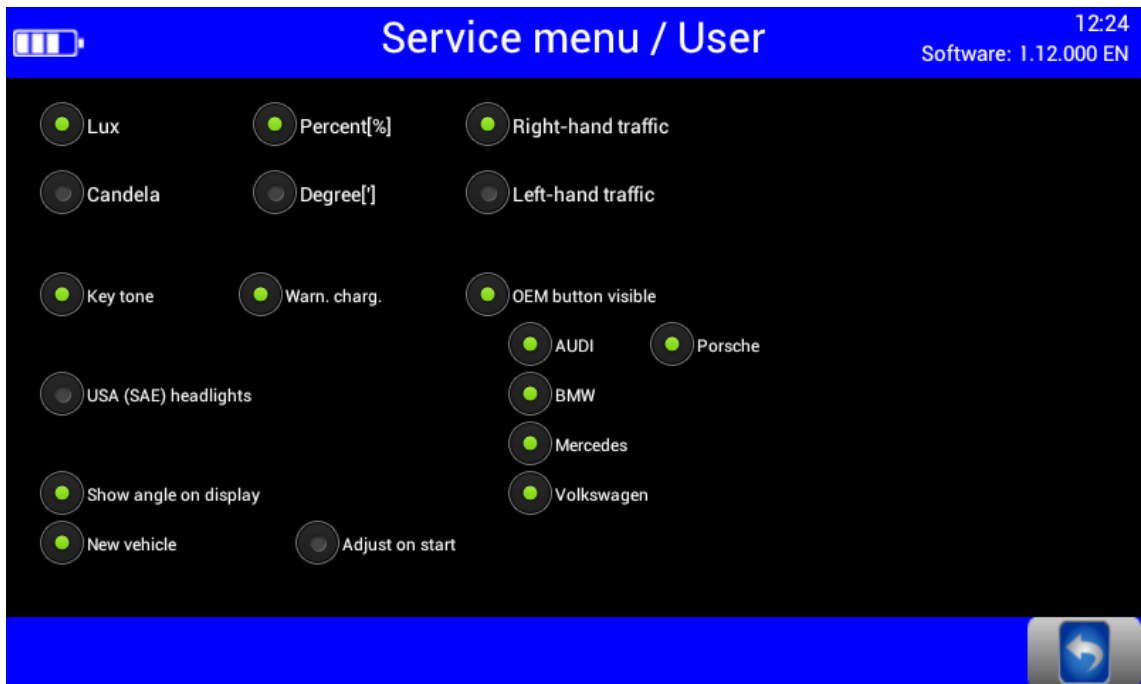 Service menu / User
12:24
Software: 1.12.000 EN
Lux Percent[%] Right-hand traffic
Candela Degree['] Left-hand traffic
Key tone Warn. charg. OEM button visible
AUDI Porsche
USA (SAE) headlights BMW
Mercedes
Show angle on display Volkswagen
New vehicle Adjust on start